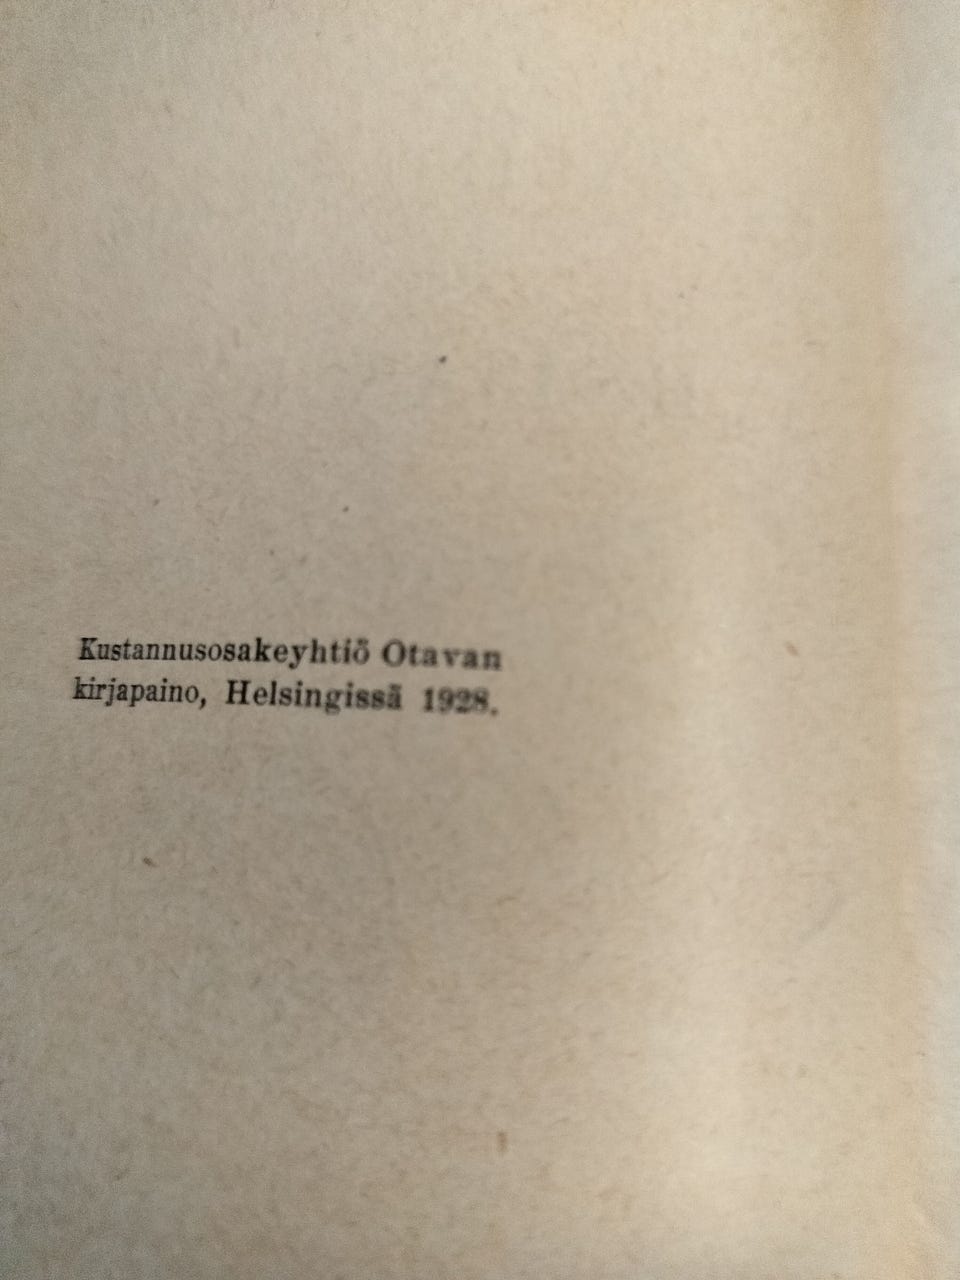 Kustannusosakeyhtiö Otavan
kirjapaino, Helsingissä 1928.